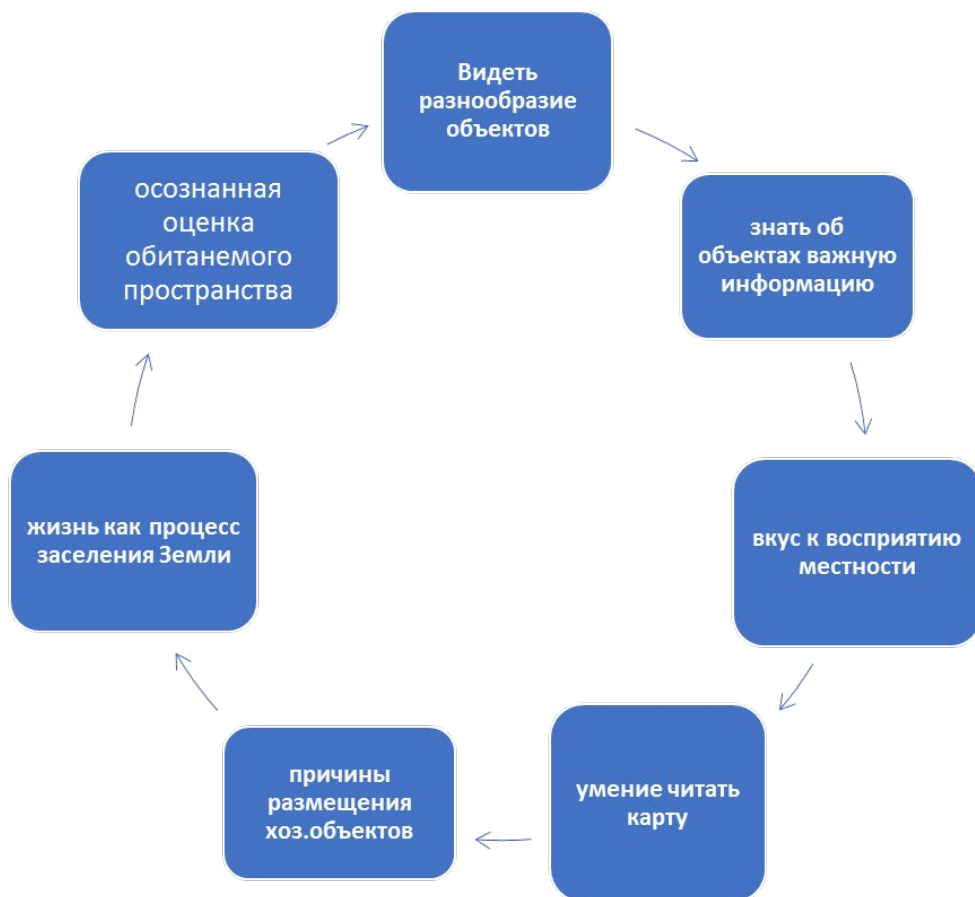 Видеть
разнообразие
объектов
знать об
объектах важную
информацию
вкус к восприятию
местности
умение читать
карту
причины
размещения
хоз.объектов
жизнь как процесс
заселения Земли
осознанная
оценка
обитанемого
пространства